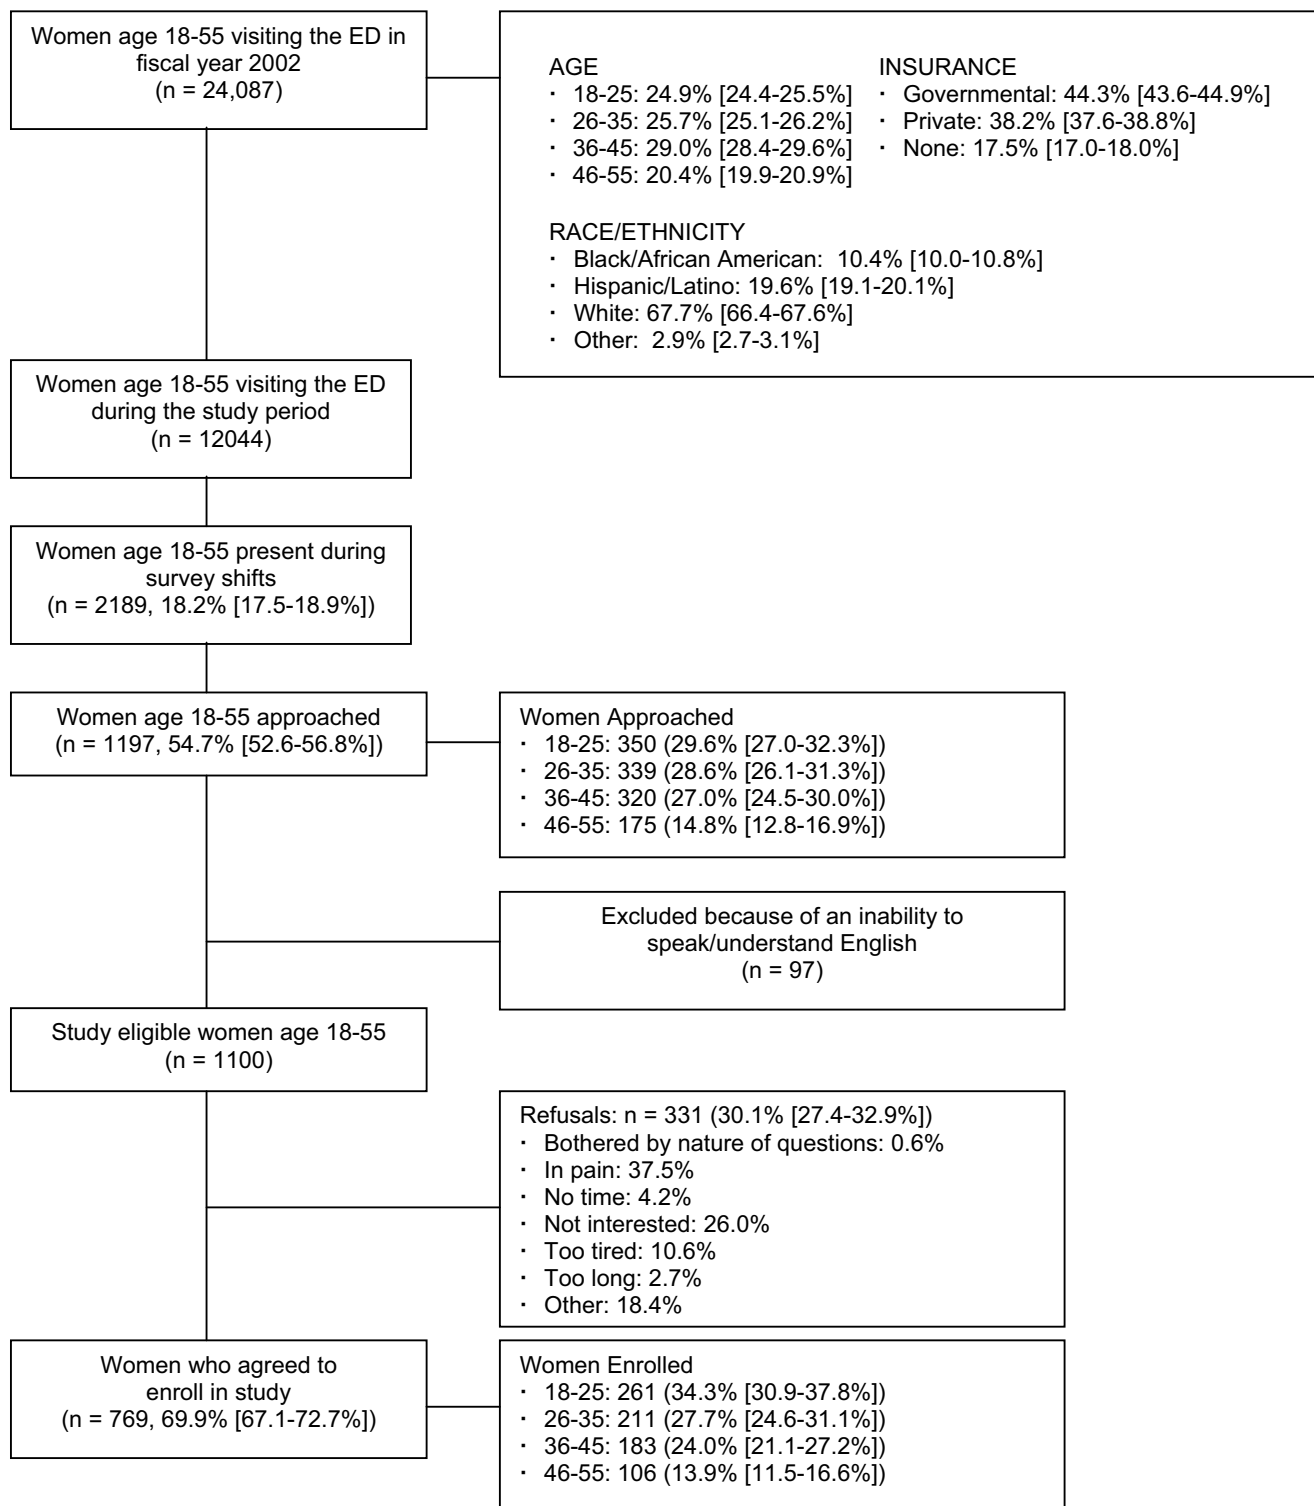 Women age 18-55 visiting the ED in
fiscal year 2002
(n = 24,087)
AGE
· 18-25: 24.9% [24.4-25.5%]
· 26-35: 25.7% [25.1-26.2%]
· 36-45: 29.0% [28.4-29.6%]
· 46-55: 20.4% [19.9-20.9%]
INSURANCE
· Governmental: 44.3% [43.6-44.9%]
· Private: 38.2% [37.6-38.8%]
· None: 17.5% [17.0-18.0%]
RACE/ETHNICITY
· Black/African American: 10.4% [10.0-10.8%]
· Hispanic/Latino: 19.6% [19.1-20.1%]
· White: 67.7% [66.4-67.6%]
· Other: 2.9% [2.7-3.1%]
Women age 18-55 visiting the ED
during the study period
(n = 12044)
Women age 18-55 present during
survey shifts
(n = 2189, 18.2% [17.5-18.9%])
Women age 18-55 approached
(n = 1197, 54.7% [52.6-56.8%])
Women Approached
· 18-25: 350 (29.6% [27.0-32.3%])
· 26-35: 339 (28.6% [26.1-31.3%])
· 36-45: 320 (27.0% [24.5-30.0%])
· 46-55: 175 (14.8% [12.8-16.9%])
Excluded because of an inability to
speak/understand English
(n = 97)
Study eligible women age 18-55
(n = 1100)
Refusals: n = 331 (30.1% [27.4-32.9%])
· Bothered by nature of questions: 0.6%
· In pain: 37.5%
· No time: 4.2%
· Not interested: 26.0%
· Too tired: 10.6%
· Too long: 2.7%
· Other: 18.4%
Women who agreed to
enroll in study
(n = 769, 69.9% [67.1-72.7%])
Women Enrolled
· 18-25: 261 (34.3% [30.9-37.8%])
· 26-35: 211 (27.7% [24.6-31.1%])
· 36-45: 183 (24.0% [21.1-27.2%])
· 46-55: 106 (13.9% [11.5-16.6%])